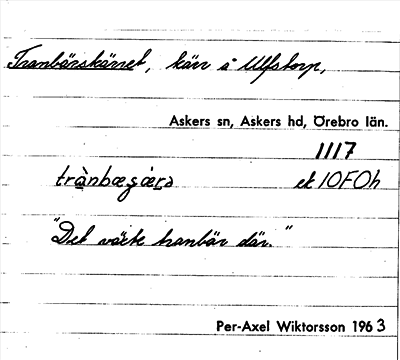 Tranbärskärret, kärr å Ulfstorp,
Askers sn, Askers hd, Örebro län.
1117
ek 10F0h
"Det växte tranbär där."
Per-Axel Wiktorsson 1963